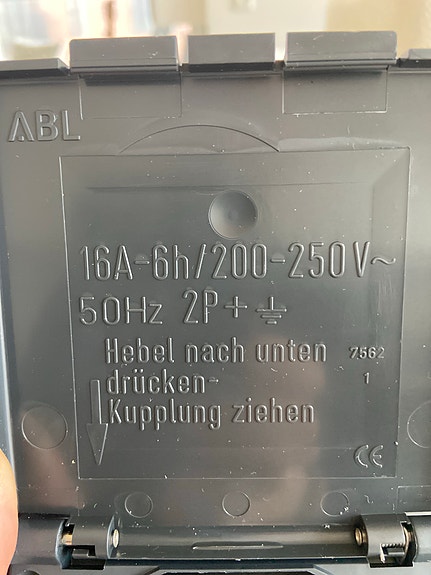 ABL
16A-6h/200-250V~
50Hz 2P+⏚
Hebel nach unten
drücken-
Kupplung ziehen
7562
1
CE